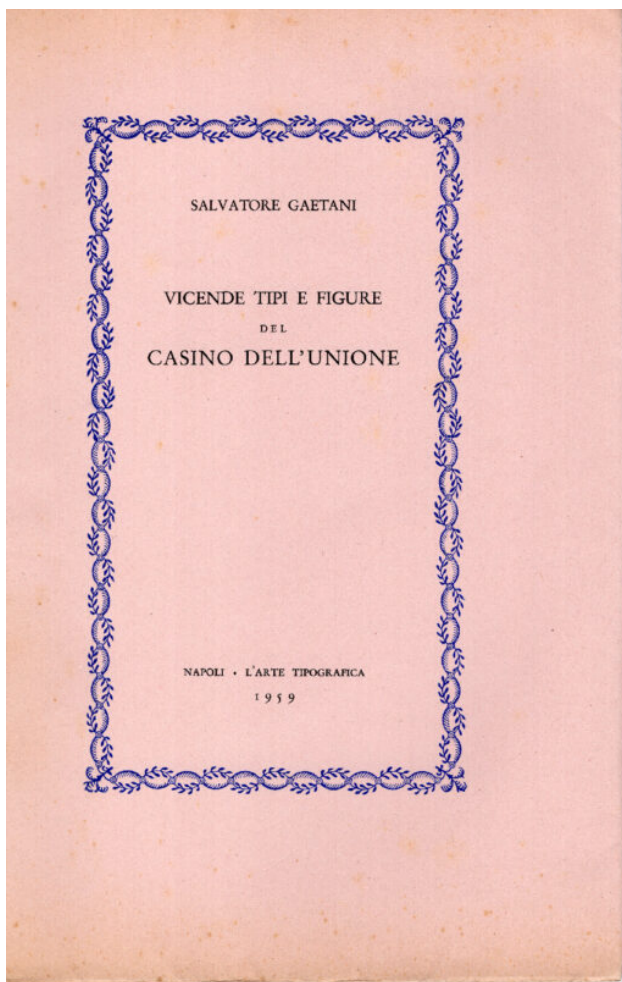 SALVATORE GAETANI
VICENDE TIPI E FIGURE
DEL
CASINO DELL'UNIONE
NAPOLI • L'ARTE TIPOGRAFICA
1959